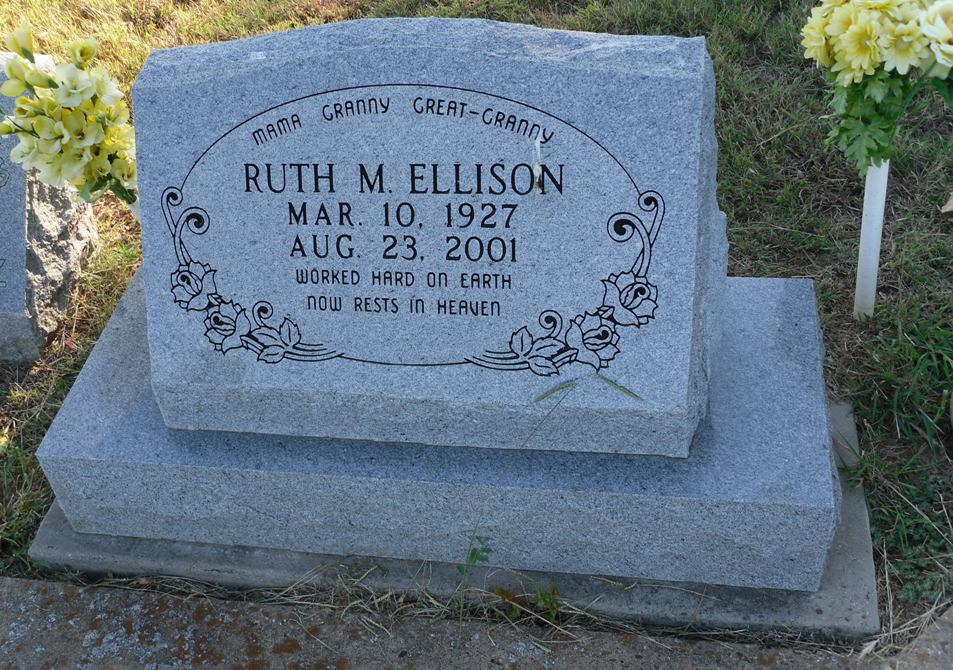 MAMA GRANNY GREAT-GRANNY
RUTH M. ELLISON
MAR. 10, 1927
AUG. 23, 2001
WORKED HARD ON EARTH
NOW RESTS IN HEAVEN